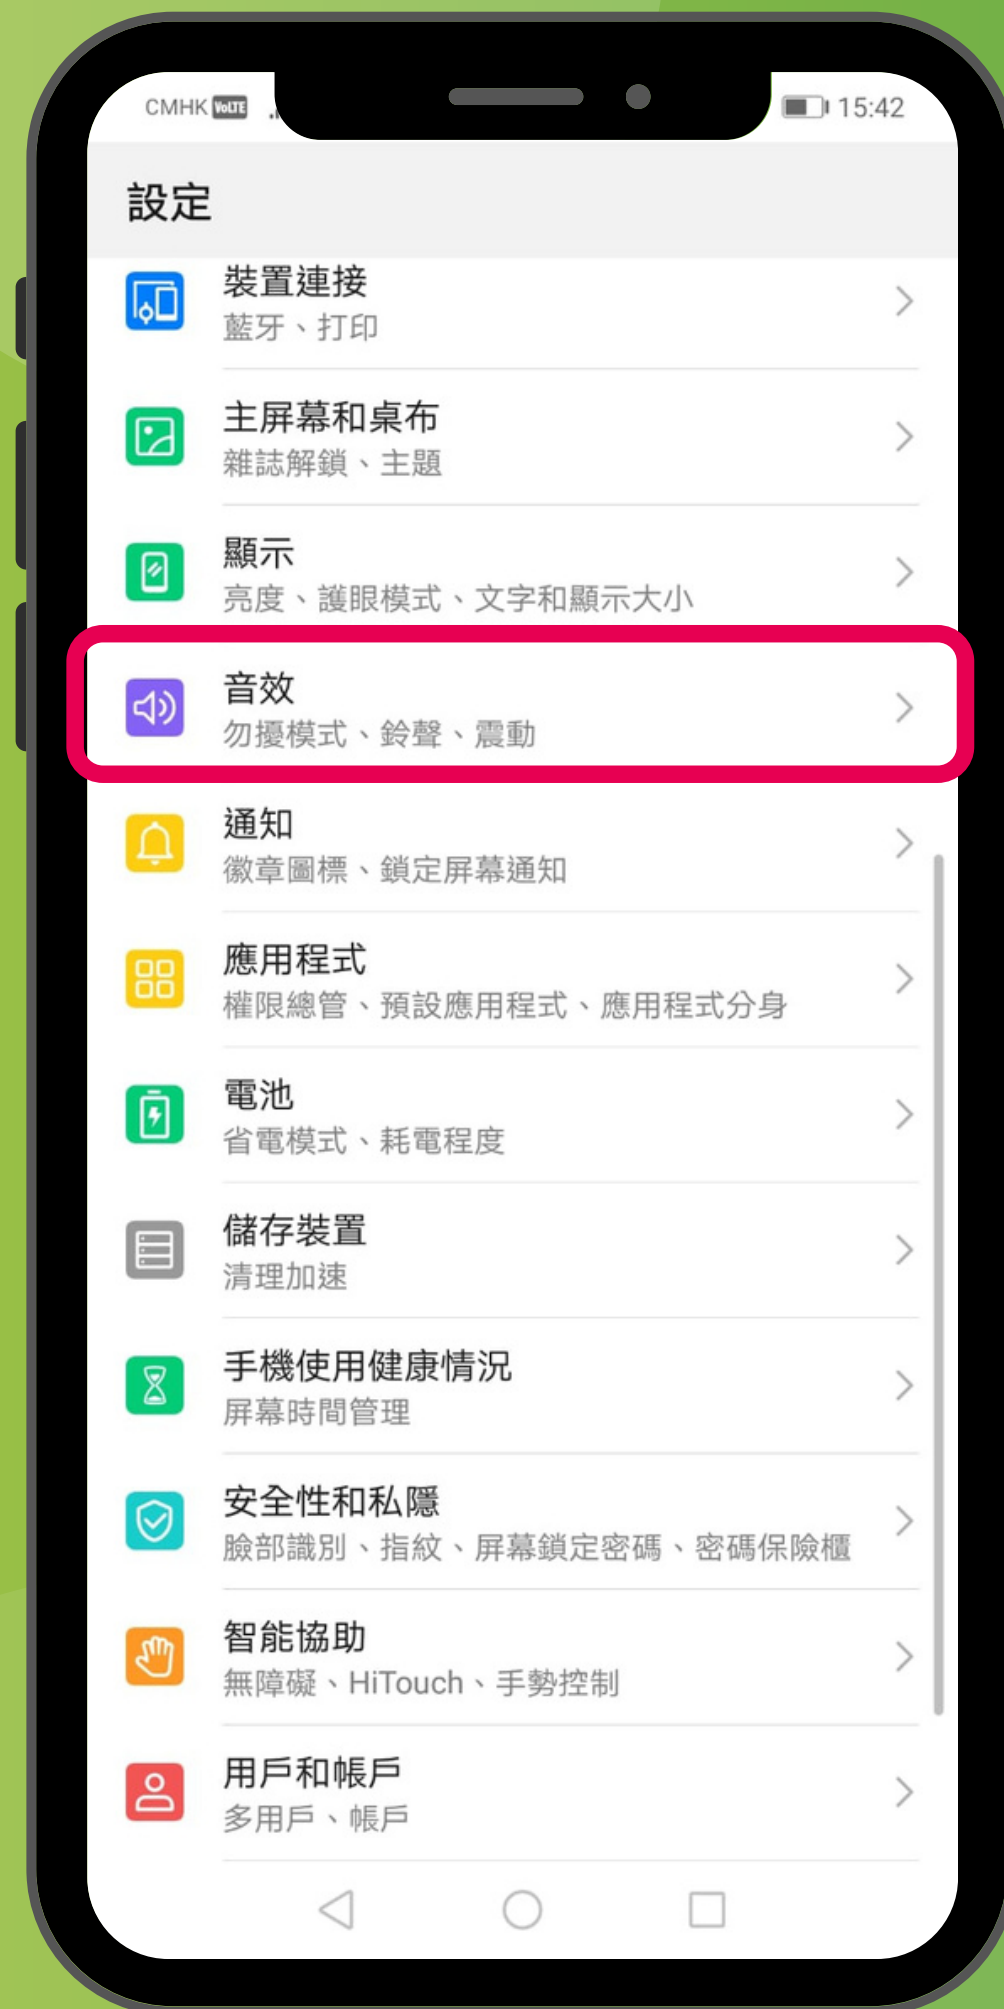 CMHK VoLTE
15:42
設定
裝置連接
藍牙、打印
主屏幕和桌布
雜誌解鎖、主題
顯示
亮度、護眼模式、文字和顯示大小
音效
勿擾模式、鈴聲、震動
通知
徽章圖標、鎖定屏幕通知
應用程式
權限總管、預設應用程式、應用程式分身
電池
省電模式、耗電程度
儲存裝置
清理加速
手機使用健康情況
屏幕時間管理
安全性和私隱
臉部識別、指紋、屏幕鎖定密碼、密碼保險櫃
智能協助
無障礙、HiTouch、手勢控制
用戶和帳戶
多用戶、帳戶